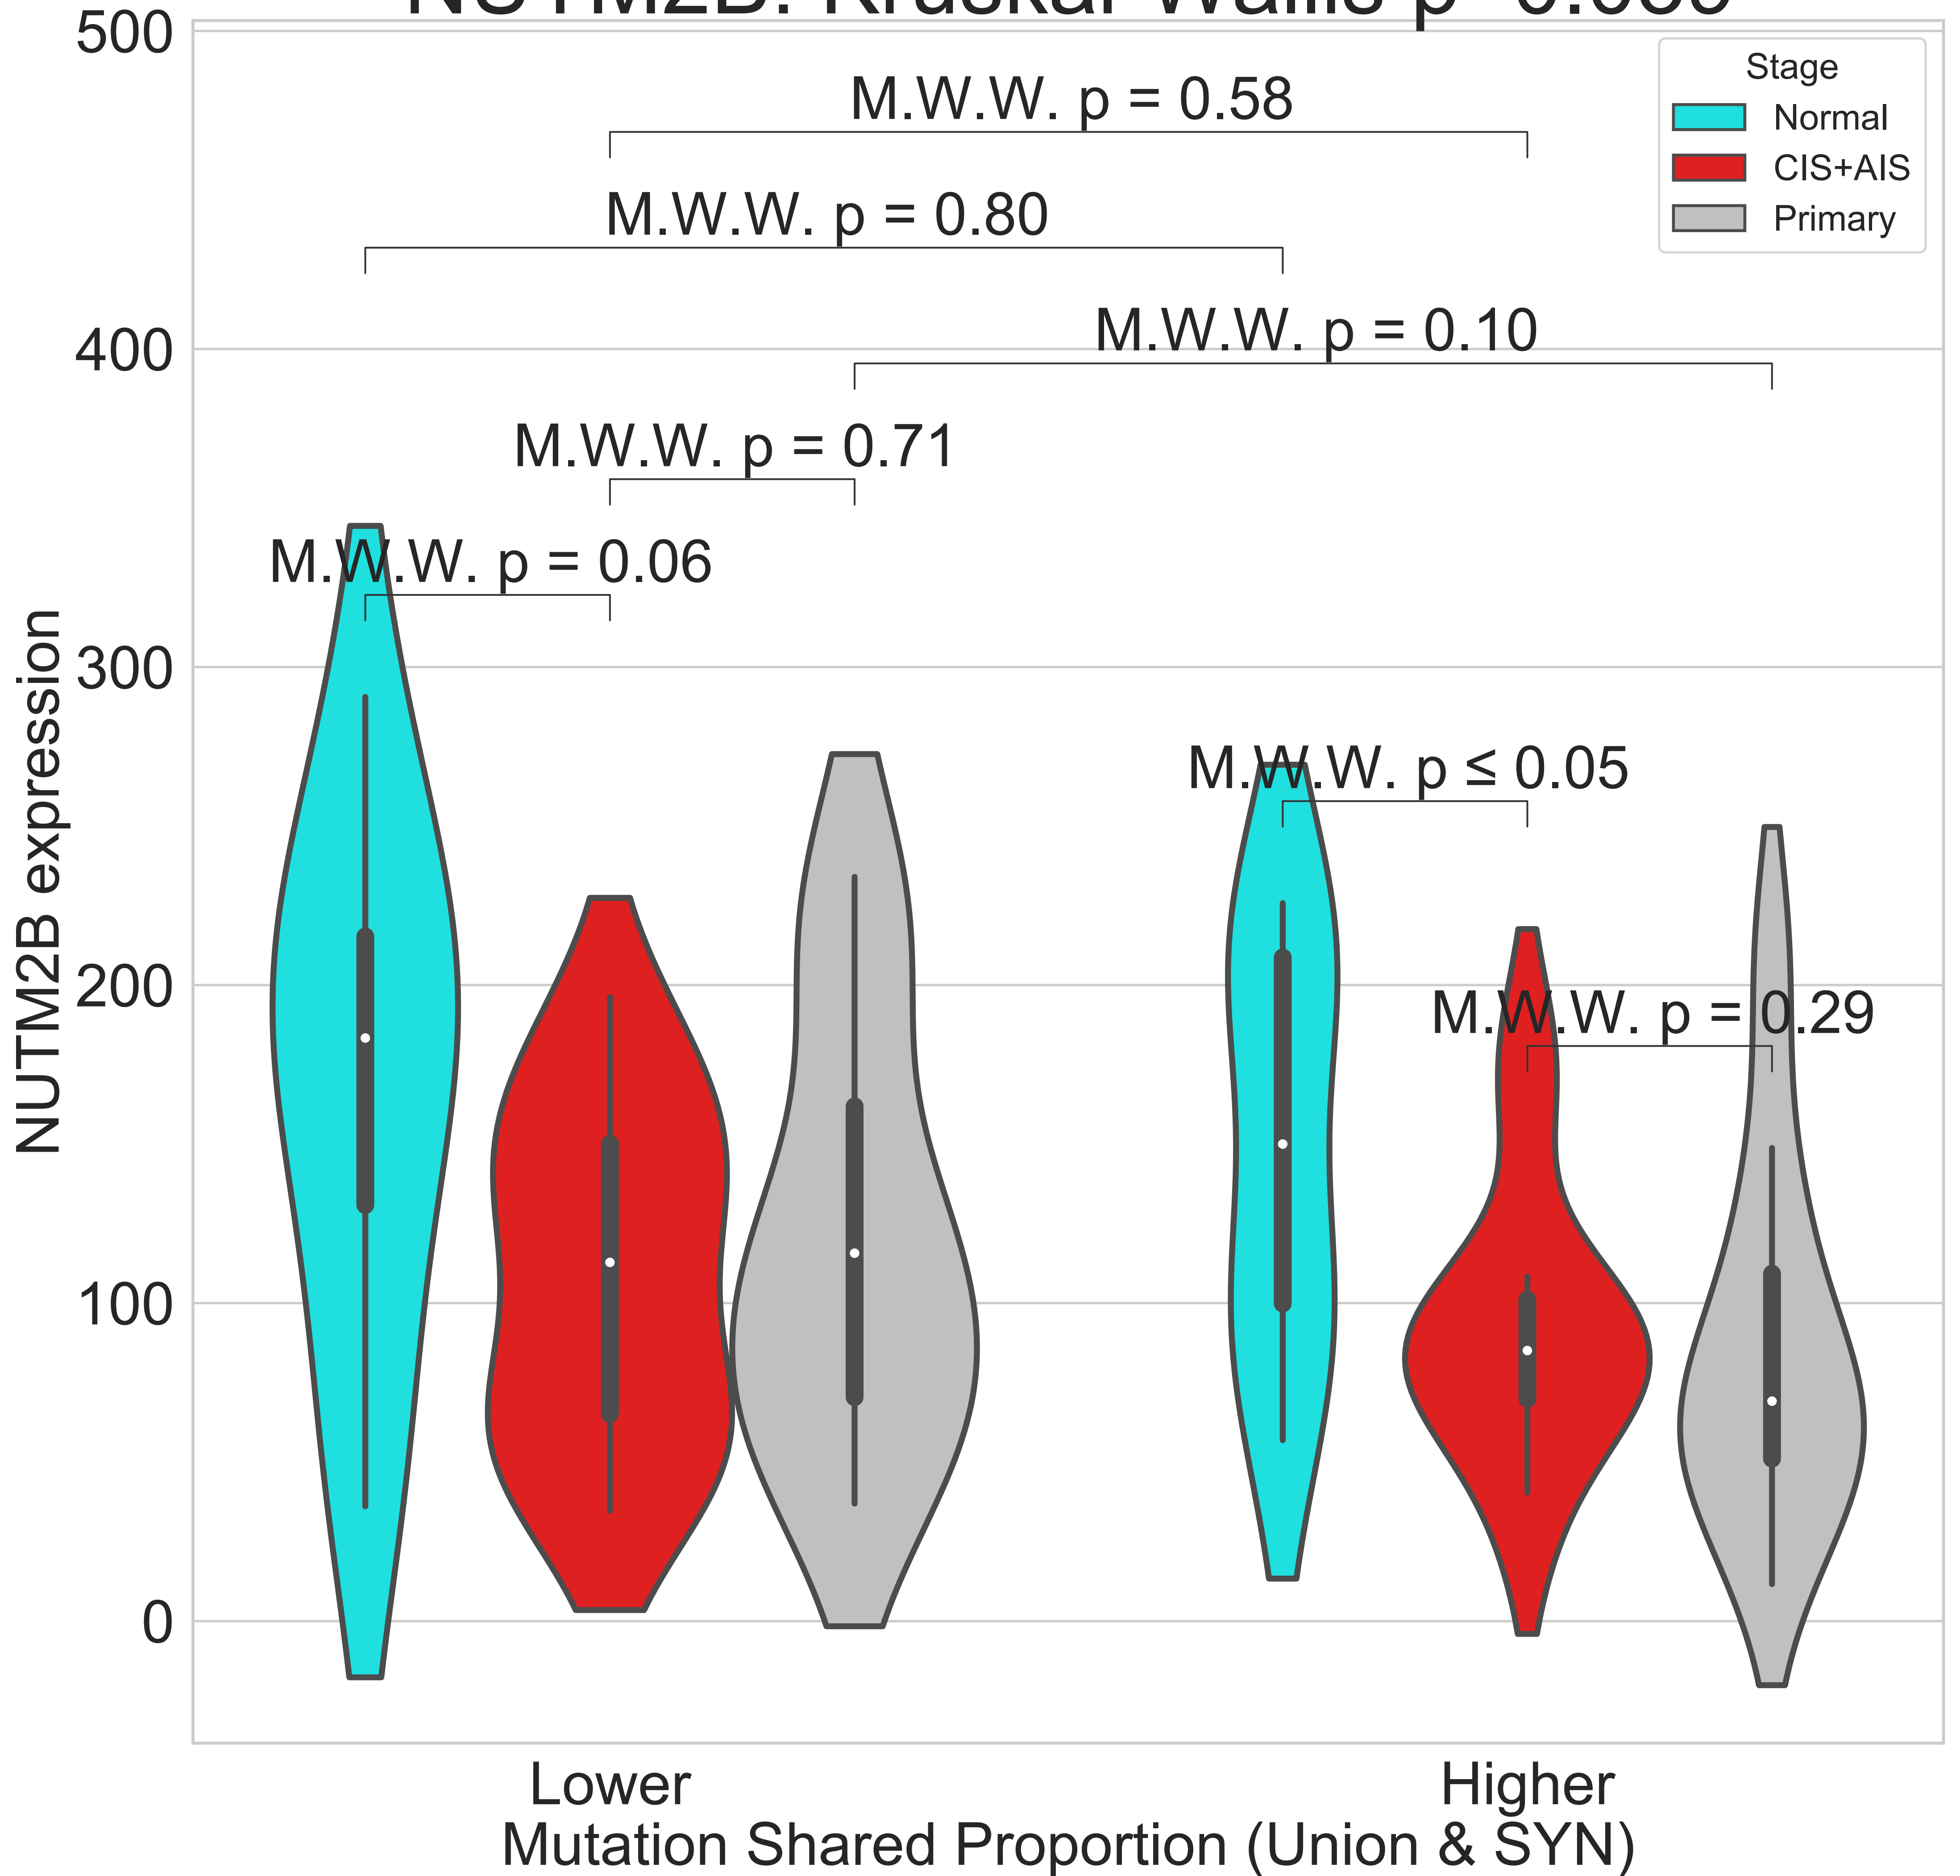 500
M.W.W. p = 0.58
Stage
Normal
CIS+AIS
Primary
M.W.W. p = 0.80
400
M.W.W. p = 0.10
M.W.W. p = 0.71
M.W.W. p = 0.06
300
M.W.W. p ≤ 0.05
200
M.W.W. p = 0.29
100
0
NUTM2B expression
Lower
Higher
Mutation Shared Proportion (Union & SYN)